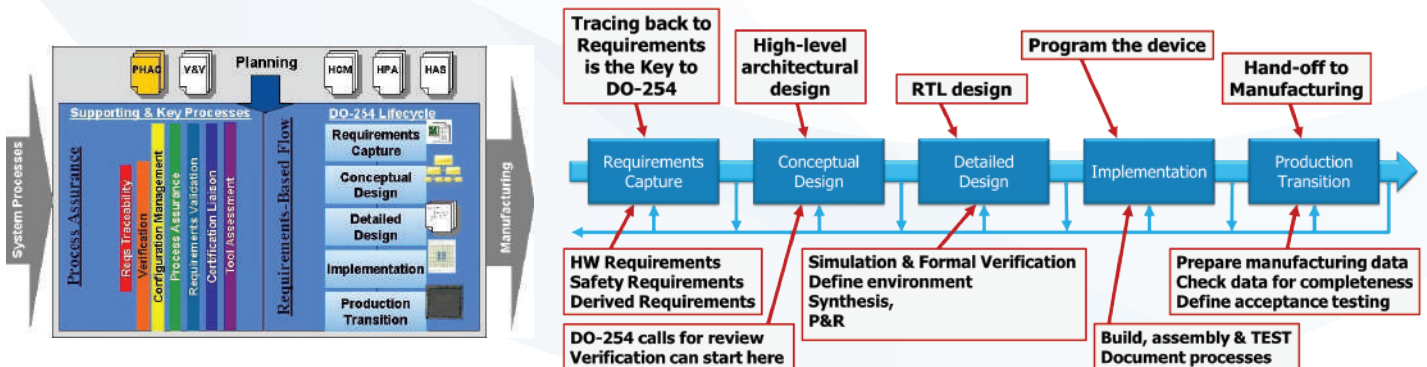 System Processes
PHAC
V&V
Planning
HCM
HPA
HAS
Supporting & Key Processes
DO-254 Lifecycle
Process Assurance
Reqs Traceability
Verification
Configuration Management
Process Assurance
Requirements Validation
Certification Liaison
Tool Assessment
Requirements-Based Flow
Requirements
Capture
Conceptual
Design
Detailed
Design
Implementation
Production
Transition
Manufacturing
Tracing back to
Requirements
is the Key to
DO-254
High-level
architectural
design
RTL design
Program the device
Hand-off to
Manufacturing
Requirements
Capture
Conceptual
Design
Detailed
Design
Implementation
Production
Transition
HW Requirements
Safety Requirements
Derived Requirements
DO-254 calls for review
Verification can start here
Simulation & Formal Verification
Define environment
Synthesis,
P&R
Build, assembly & TEST
Document processes
Prepare manufacturing data
Check data for completeness
Define acceptance testing